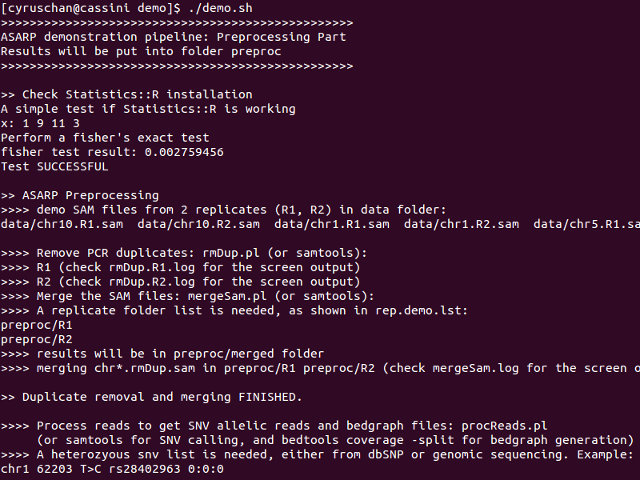 [cyruschan@cassini demo]$ ./demo.sh
>>>>>>>>>>>>>>>>>>>>>>>>>>>>>>>>>>>>>>>>>>>>>>>>>
ASARP demonstration pipeline: Preprocessing Part
Results will be put into folder preproc
>>>>>>>>>>>>>>>>>>>>>>>>>>>>>>>>>>>>>>>>>>>>>>>>>
>> Check Statistics::R installation
A simple test if Statistics::R is working
x: 1 9 11 3
Perform a fisher's exact test
fisher test result: 0.002759456
Test SUCCESSFUL
>> ASARP Preprocessing
>>>> demo SAM files from 2 replicates (R1, R2) in data folder:
data/chr10.R1.sam  data/chr10.R2.sam  data/chr1.R1.sam  data/chr1.R2.sam  data/chr5.R1.sa
>>>> Remove PCR duplicates: rmDup.pl (or samtools):
>>>> R1 (check rmDup.R1.log for the screen output)
>>>> R2 (check rmDup.R2.log for the screen output)
>>>> Merge the SAM files: mergeSam.pl (or samtools):
>>>> A replicate folder list is needed, as shown in rep.demo.lst:
preproc/R1
preproc/R2
>>>> results will be in preproc/merged folder
>>>> merging chr*.rmDup.sam in preproc/R1 preproc/R2 (check mergeSam.log for the screen o
>> Duplicate removal and merging FINISHED.
>>>> Process reads to get SNV allelic reads and bedgraph files: procReads.pl
(or samtools for SNV calling, and bedtools coverage -split for bedgraph generation)
>>>> A heterozyous snv list is needed, either from dbSNP or genomic sequencing. Example:
chr1 62203 T>C rs28402963 0:0:0